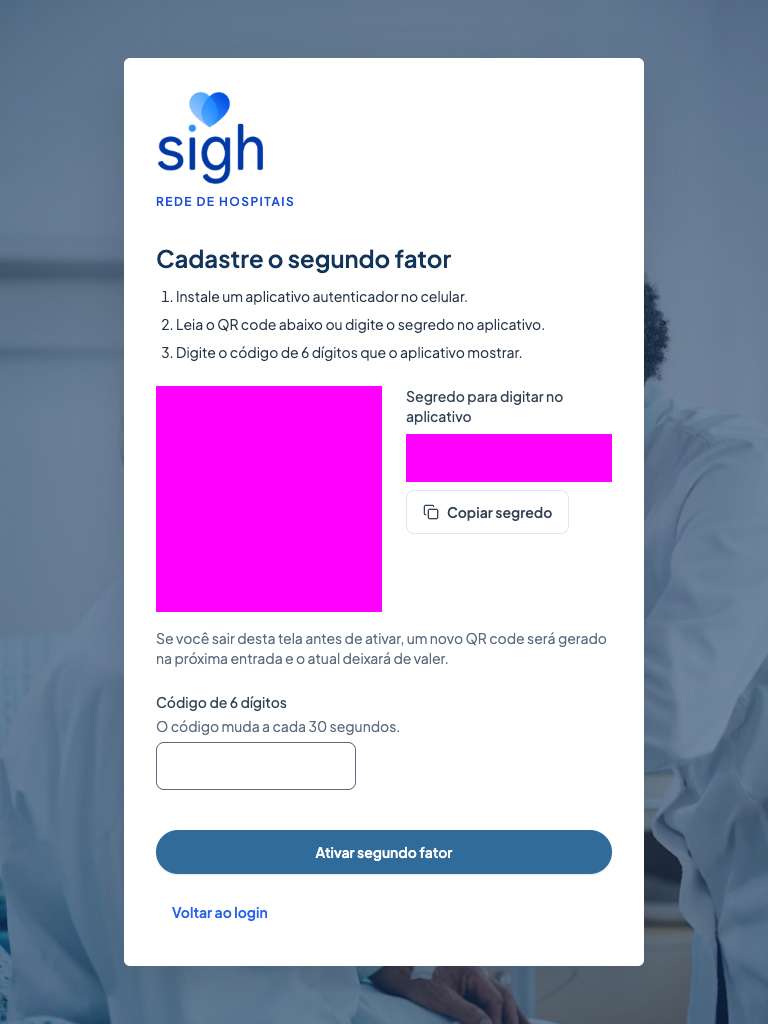 sigh
REDE DE HOSPITAIS
Cadastre o segundo fator
1. Instale um aplicativo autenticador no celular.
2. Leia o QR code abaixo ou digite o segredo no aplicativo.
3. Digite o código de 6 dígitos que o aplicativo mostrar.
Segredo para digitar no
aplicativo
Copiar segredo
Se você sair desta tela antes de ativar, um novo QR code será gerado
na próxima entrada e o atual deixará de valer.
Código de 6 dígitos
O código muda a cada 30 segundos.
Ativar segundo fator
Voltar ao login